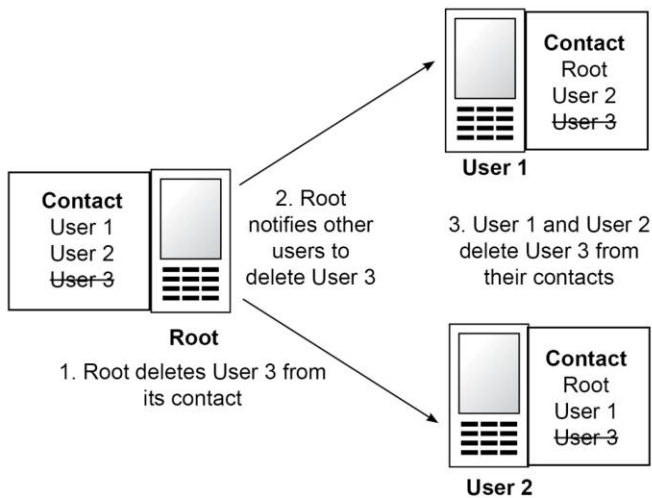 Contact
Root
User 2
User 3
User 1
Contact
User 1
User 2
User 3
Root
1. Root deletes User 3 from
its contact
2. Root
notifies other
users to
delete User 3
3. User 1 and User 2
delete User 3 from
their contacts
Contact
Root
User 1
User 3
User 2